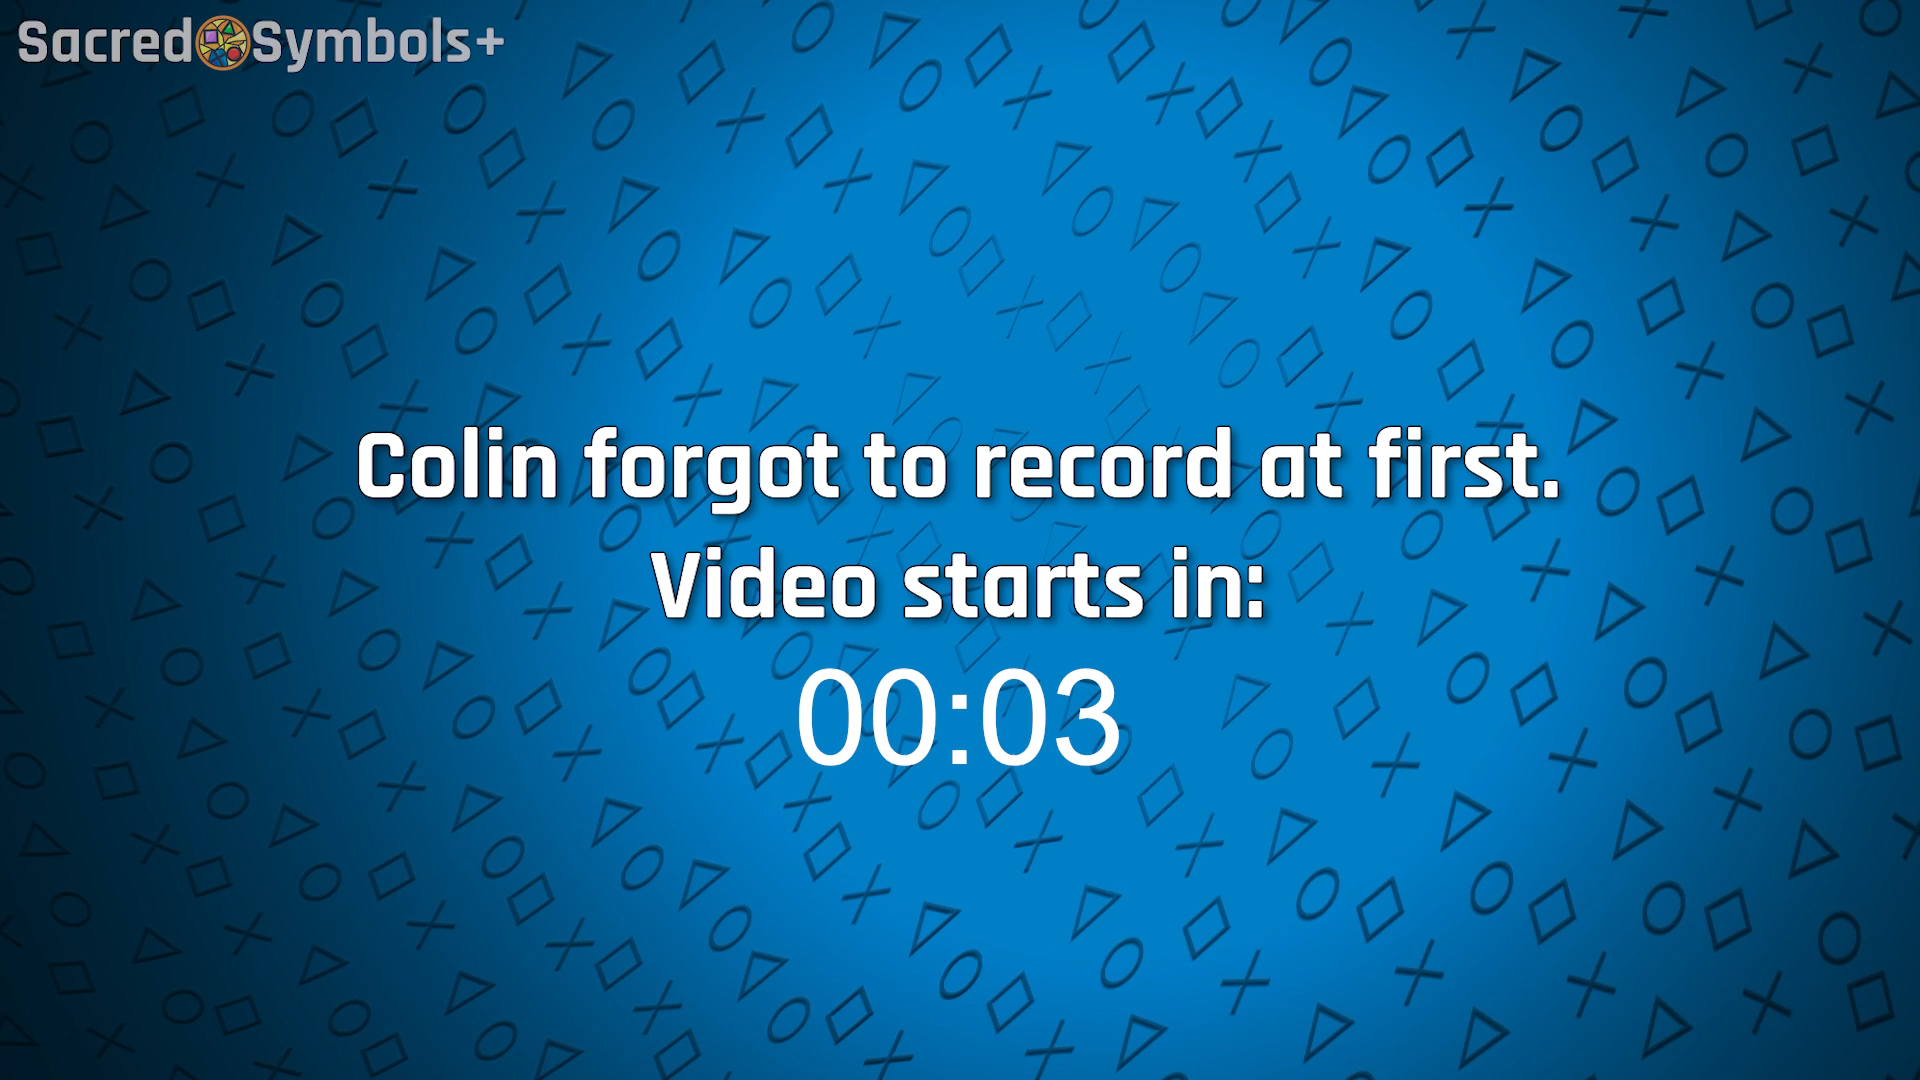 Sacred Symbols+
Colin forgot to record at first.
Video starts in:
00:03